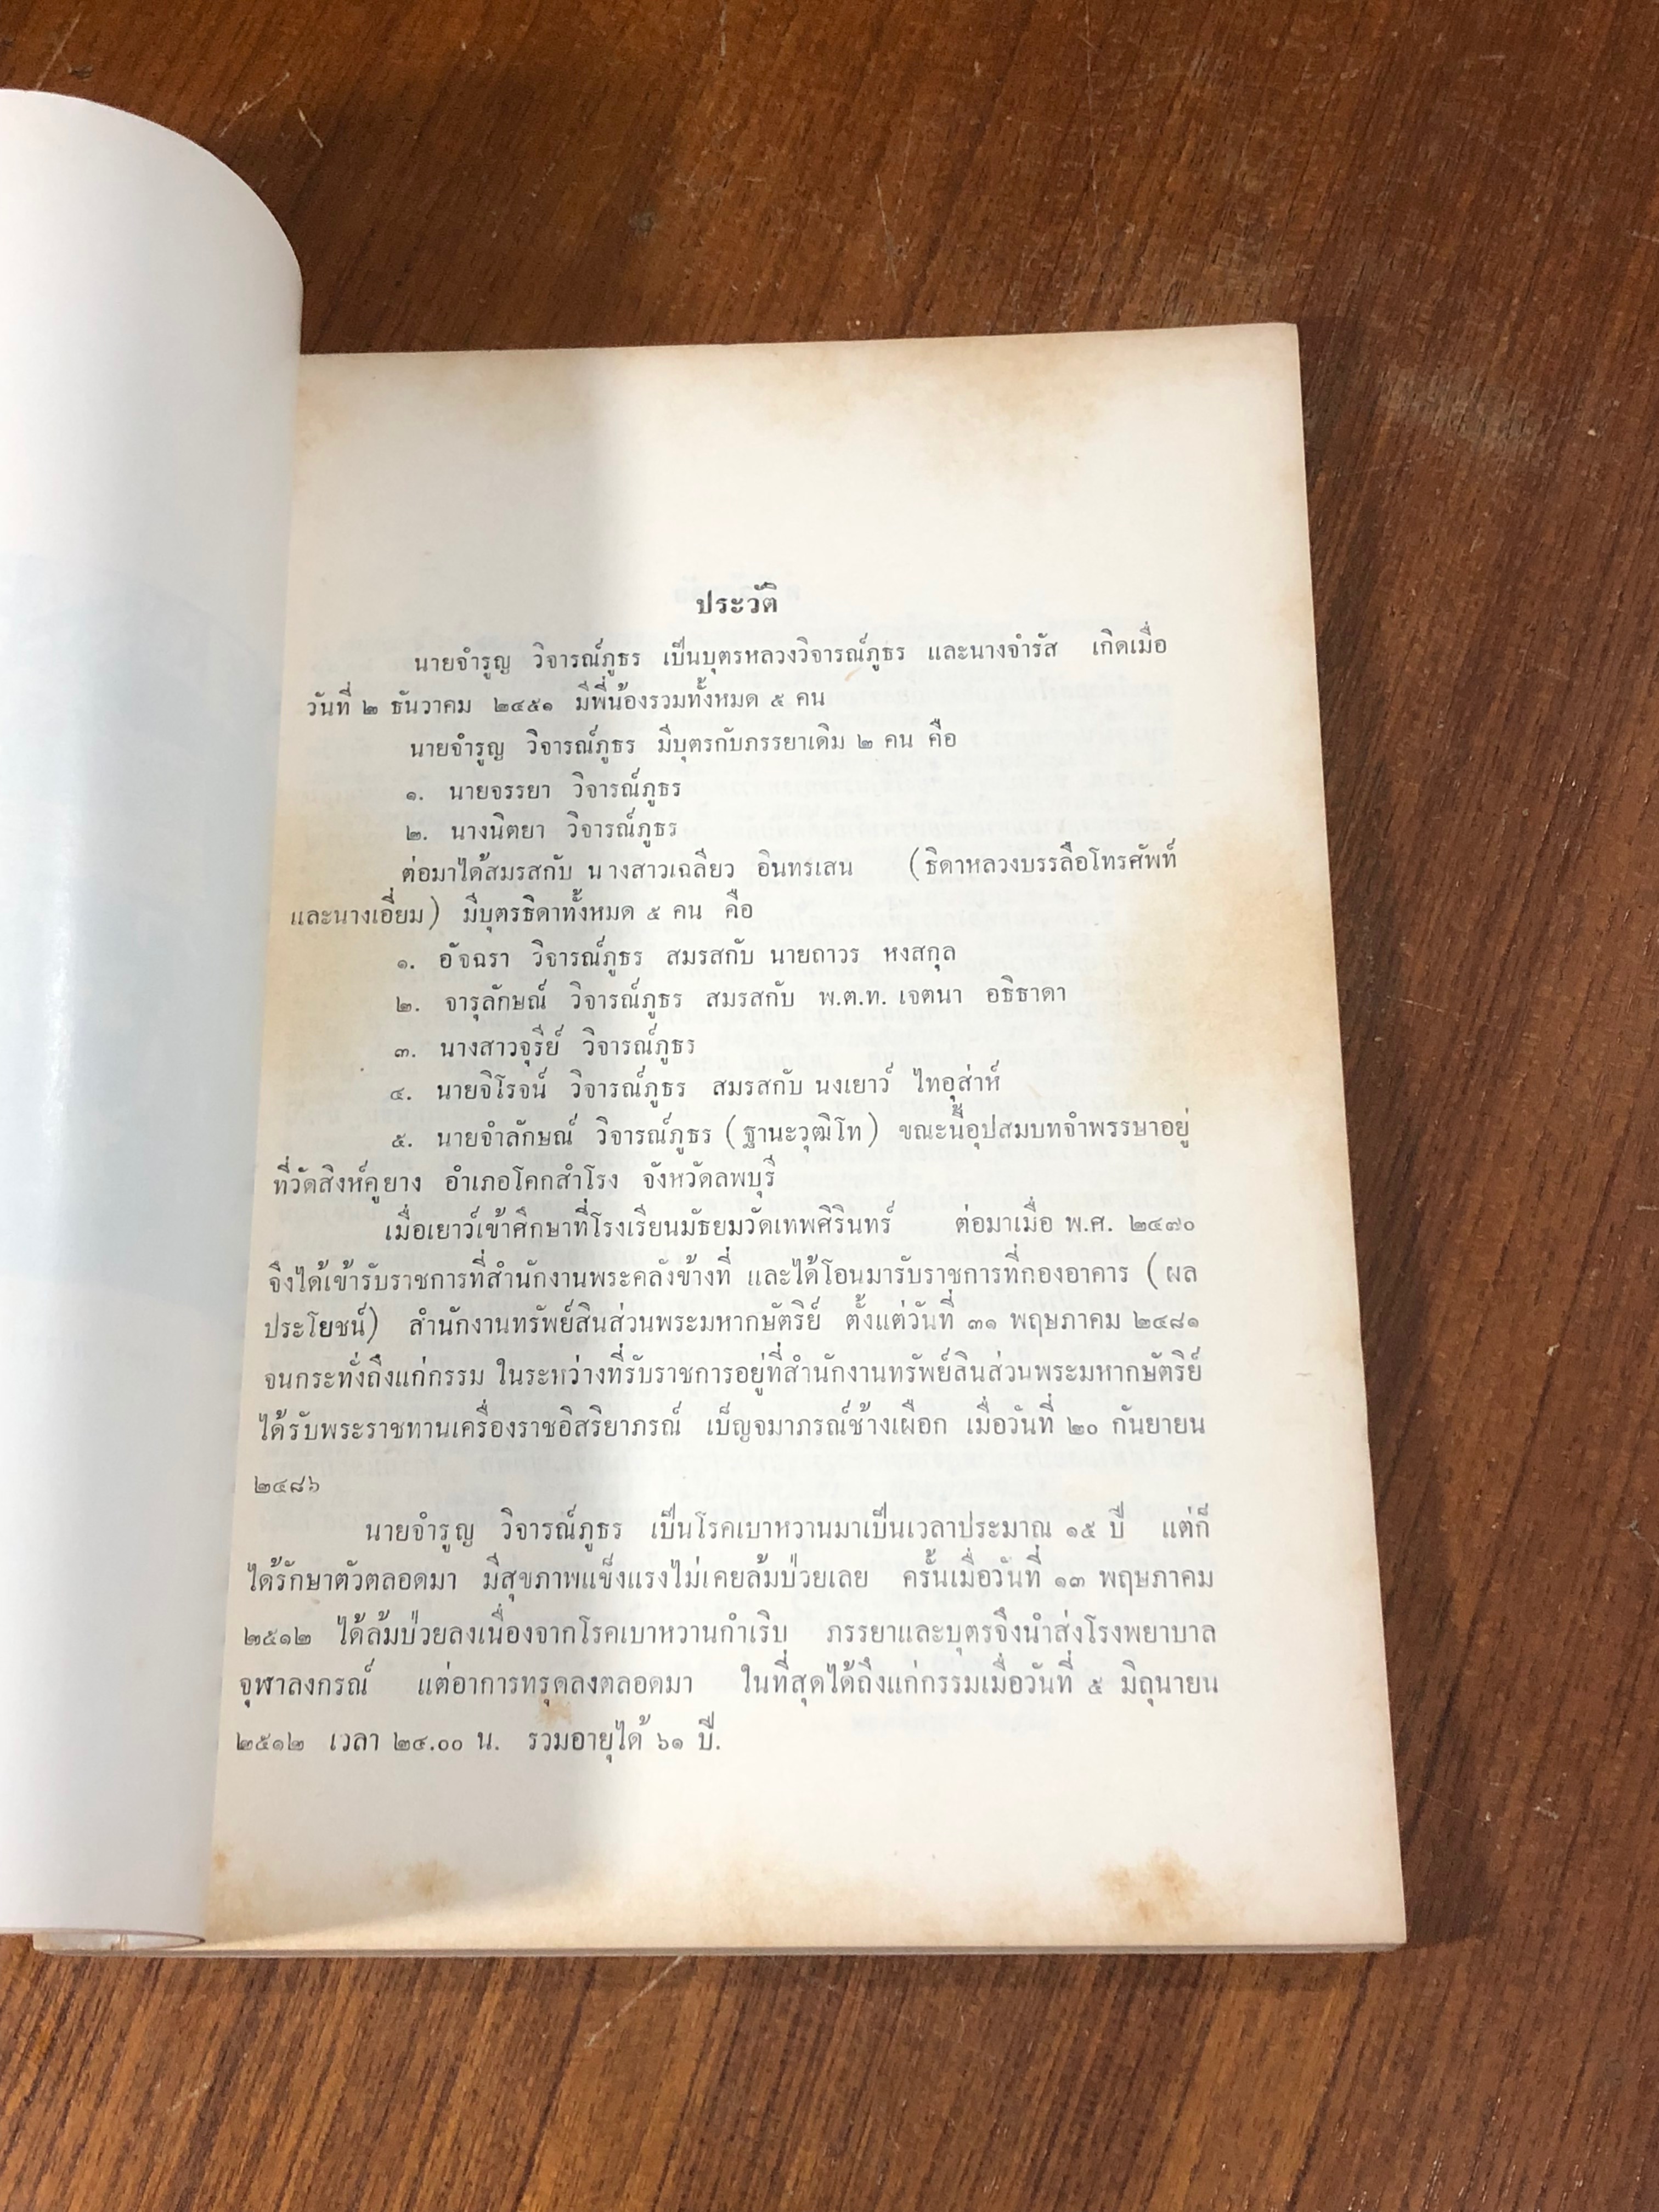 ประวัติ
นายจำรูญ วิจารณ์ภูธร เป็นบุตรหลวงวิจารณ์ภูธร และนางจำรัส เกิดเมื่อ
วันที่ ๒ ธันวาคม ๒๔๕๑ มีพี่น้องรวมทั้งหมด ๕ คน
นายจำรูญ วิจารณ์ภูธร มีบุตรกับภรรยาเดิม ๒ คน คือ
๑. นายจรรยา วิจารณ์ภูธร
๒. นางนิตยา วิจารณ์ภูธร
ต่อมาได้สมรสกับ นางสาวเฉลียว อินทรเสน (ธิดาหลวงบรรลือโทรศัพท์
และนางเอี่ยม) มีบุตรธิดาทั้งหมด ๕ คน คือ
๑. อัจฉรา วิจารณ์ภูธร สมรสกับ นายถาวร หงสกุล
๒. จารุลักษณ์ วิจารณ์ภูธร สมรสกับ พ.ต.ท. เจตนา อธิธาดา
๓. นางสาวจุรีย์ วิจารณ์ภูธร
๔. นายจิโรจน์ วิจารณ์ภูธร สมรสกับ นงเยาว์ ไทอุส่าห์
๕. นายจำลักษณ์ วิจารณ์ภูธร (ฐานะวุฒิโท) ขณะนี้อุปสมบทจำพรรษาอยู่
ที่วัดสิงห์คูยาง อำเภอโคกสำโรง จังหวัดลพบุรี
เมื่อเยาว์เข้าศึกษาที่โรงเรียนมัธยมวัดเทพศิรินทร์ ต่อมาเมื่อ พ.ศ. ๒๔๗๐
จึงได้เข้ารับราชการที่สำนักงานพระคลังข้างที่ และได้โอนมารับราชการที่กองอาคาร (ผล
ประโยชน์) สำนักงานทรัพย์สินส่วนพระมหากษัตริย์ ตั้งแต่วันที่ ๓๑ พฤษภาคม ๒๔๘๑
จนกระทั่งถึงแก่กรรม ในระหว่างที่รับราชการอยู่ที่สำนักงานทรัพย์สินส่วนพระมหากษัตริย์
ได้รับพระราชทานเครื่องราชอิสริยาภรณ์ เบ็ญจมาภรณ์ช้างเผือก เมื่อวันที่ ๒๐ กันยายน
๒๔๘๖
นายจำรูญ วิจารณ์ภูธร เป็นโรคเบาหวานมาเป็นเวลาประมาณ ๑๕ ปี แต่ก็
ได้รักษาตัวตลอดมา มีสุขภาพแข็งแรงไม่เคยล้มป่วยเลย ครั้นเมื่อวันที่ ๑๓ พฤษภาคม
๒๕๑๒ ได้ล้มป่วยลงเนื่องจากโรคเบาหวานกำเริบ ภรรยาและบุตรจึงนำส่งโรงพยาบาล
จุฬาลงกรณ์ แต่อาการทรุดลงตลอดมา ในที่สุดได้ถึงแก่กรรมเมื่อวันที่ ๕ มิถุนายน
๒๕๑๒ เวลา ๒๔.๐๐ น. รวมอายุได้ ๖๑ ปี.